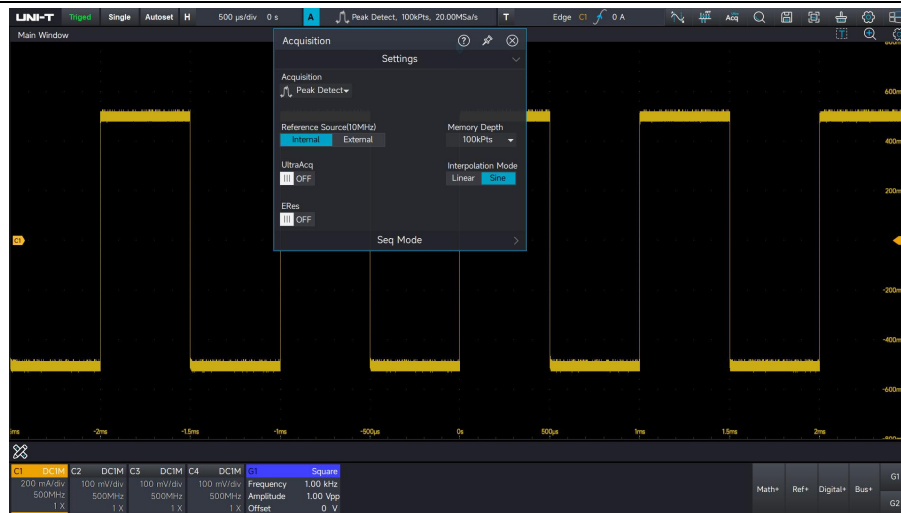 UNI-T Triged Single Autoset H 500 μs/div 0 s A Peak Detect, 100kPts, 20.00MSa/s T Edge C1 0 A Acq
Main Window
Acquisition
Settings
Acquisition
Peak Detect
Reference Source(10MHz) Memory Depth
Internal External 100kPts
UltraAcq Interpolation Mode
OFF Linear Sine
ERes
OFF
Seq Mode
600m
400m
200m
C1
-200m
-400m
-600m
-2ms -1.5ms -1ms -500μs 0s 500μs 1ms 1.5ms 2ms
C1 DC1M C2 DC1M C3 DC1M C4 DC1M G1 Square
200 mA/div 100 mV/div 100 mV/div 100 mV/div Frequency 1.00 kHz
500MHz 500MHz 500MHz 500MHz Amplitude 1.00 Vpp
1 X 1 X 1 X 1 X Offset 0 V
Math+ Ref+ Digital+ Bus+
G1
G2